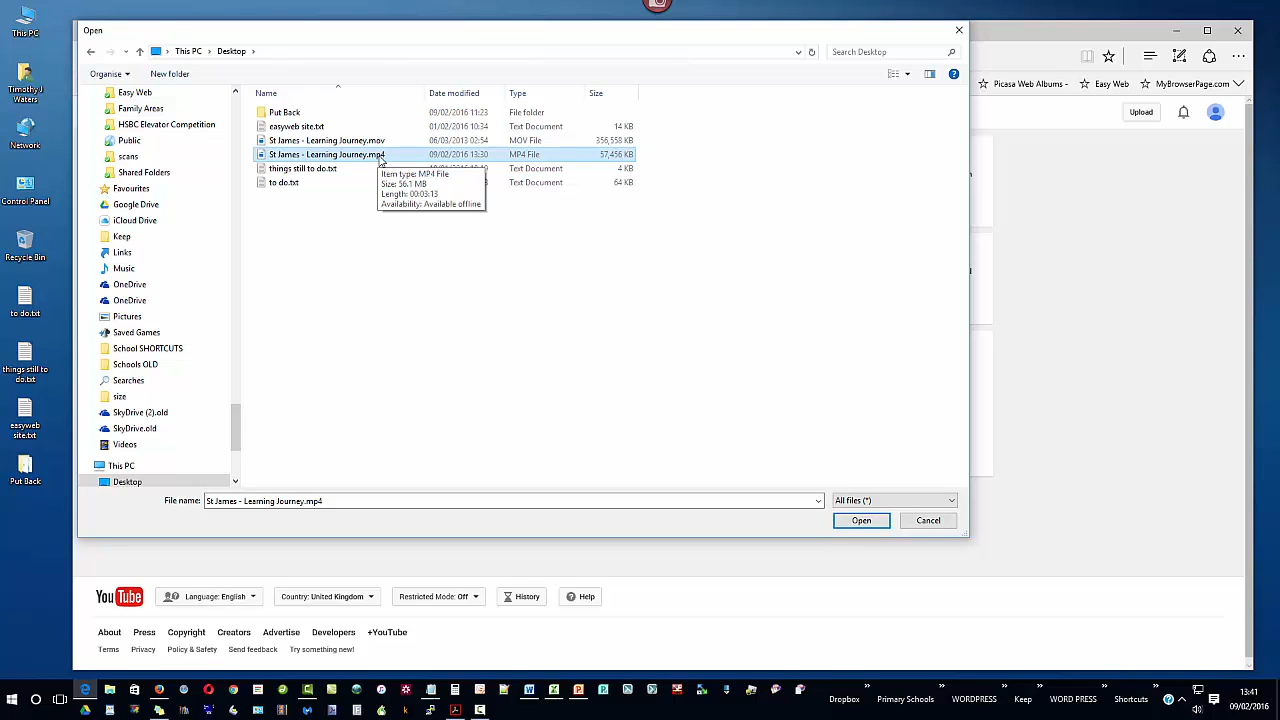 This PC
Timothy J Waters
Network
Control Panel
Recycle Bin
to do.txt
things still to do.txt
easyweb site.txt
Put Back
Open
This PC > Desktop >
Search Desktop
Organise
New folder
Easy Web
Family Areas
HSBC Elevator Competition
Public
scans
Shared Folders
Favourites
Google Drive
iCloud Drive
Keep
Links
Music
OneDrive
OneDrive
Pictures
Saved Games
School SHORTCUTS
Schools OLD
Searches
size
SkyDrive (2).old
SkyDrive.old
Videos
This PC
Desktop
Name Date modified Type Size
Put Back 09/02/2016 11:23 File folder
easyweb site.txt 01/02/2016 10:34 Text Document 14 KB
St James - Learning Journey.mov 06/03/2013 02:54 MOV File 356,558 KB
St James - Learning Journey.mp4 09/02/2016 13:30 MP4 File 57,456 KB
things still to do.txt Text Document 4 KB
to do.txt Text Document 64 KB
Item type: MP4 File
Size: 56.1 MB
Length: 00:03:13
Availability: Available offline
File name: St James - Learning Journey.mp4
All files (*)
Open Cancel
Picasa Web Albums - Easy Web MyBrowserPage.com
Upload
YouTube Language: English Country: United Kingdom Restricted Mode: Off History Help
About Press Copyright Creators Advertise Developers +YouTube
Terms Privacy Policy & Safety Send feedback Try something new!
Dropbox Primary Schools WORDPRESS Keep WORD PRESS Shortcuts
13:41
09/02/2016